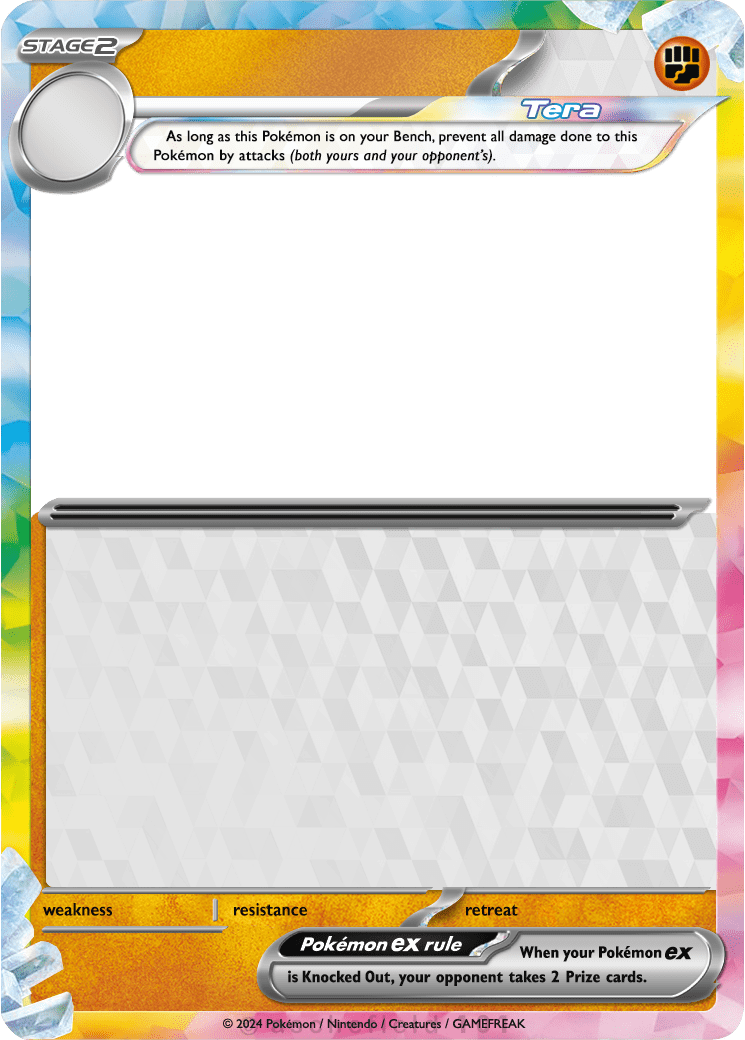 STAGE2
Tera
As long as this Pokémon is on your Bench, prevent all damage done to this
Pokémon by attacks (both yours and your opponent's).
weakness
resistance
retreat
Pokémon ex rule
When your Pokémon ex
is Knocked Out, your opponent takes 2 Prize cards.
© 2024 Pokémon / Nintendo / Creatures / GAMEFREAK